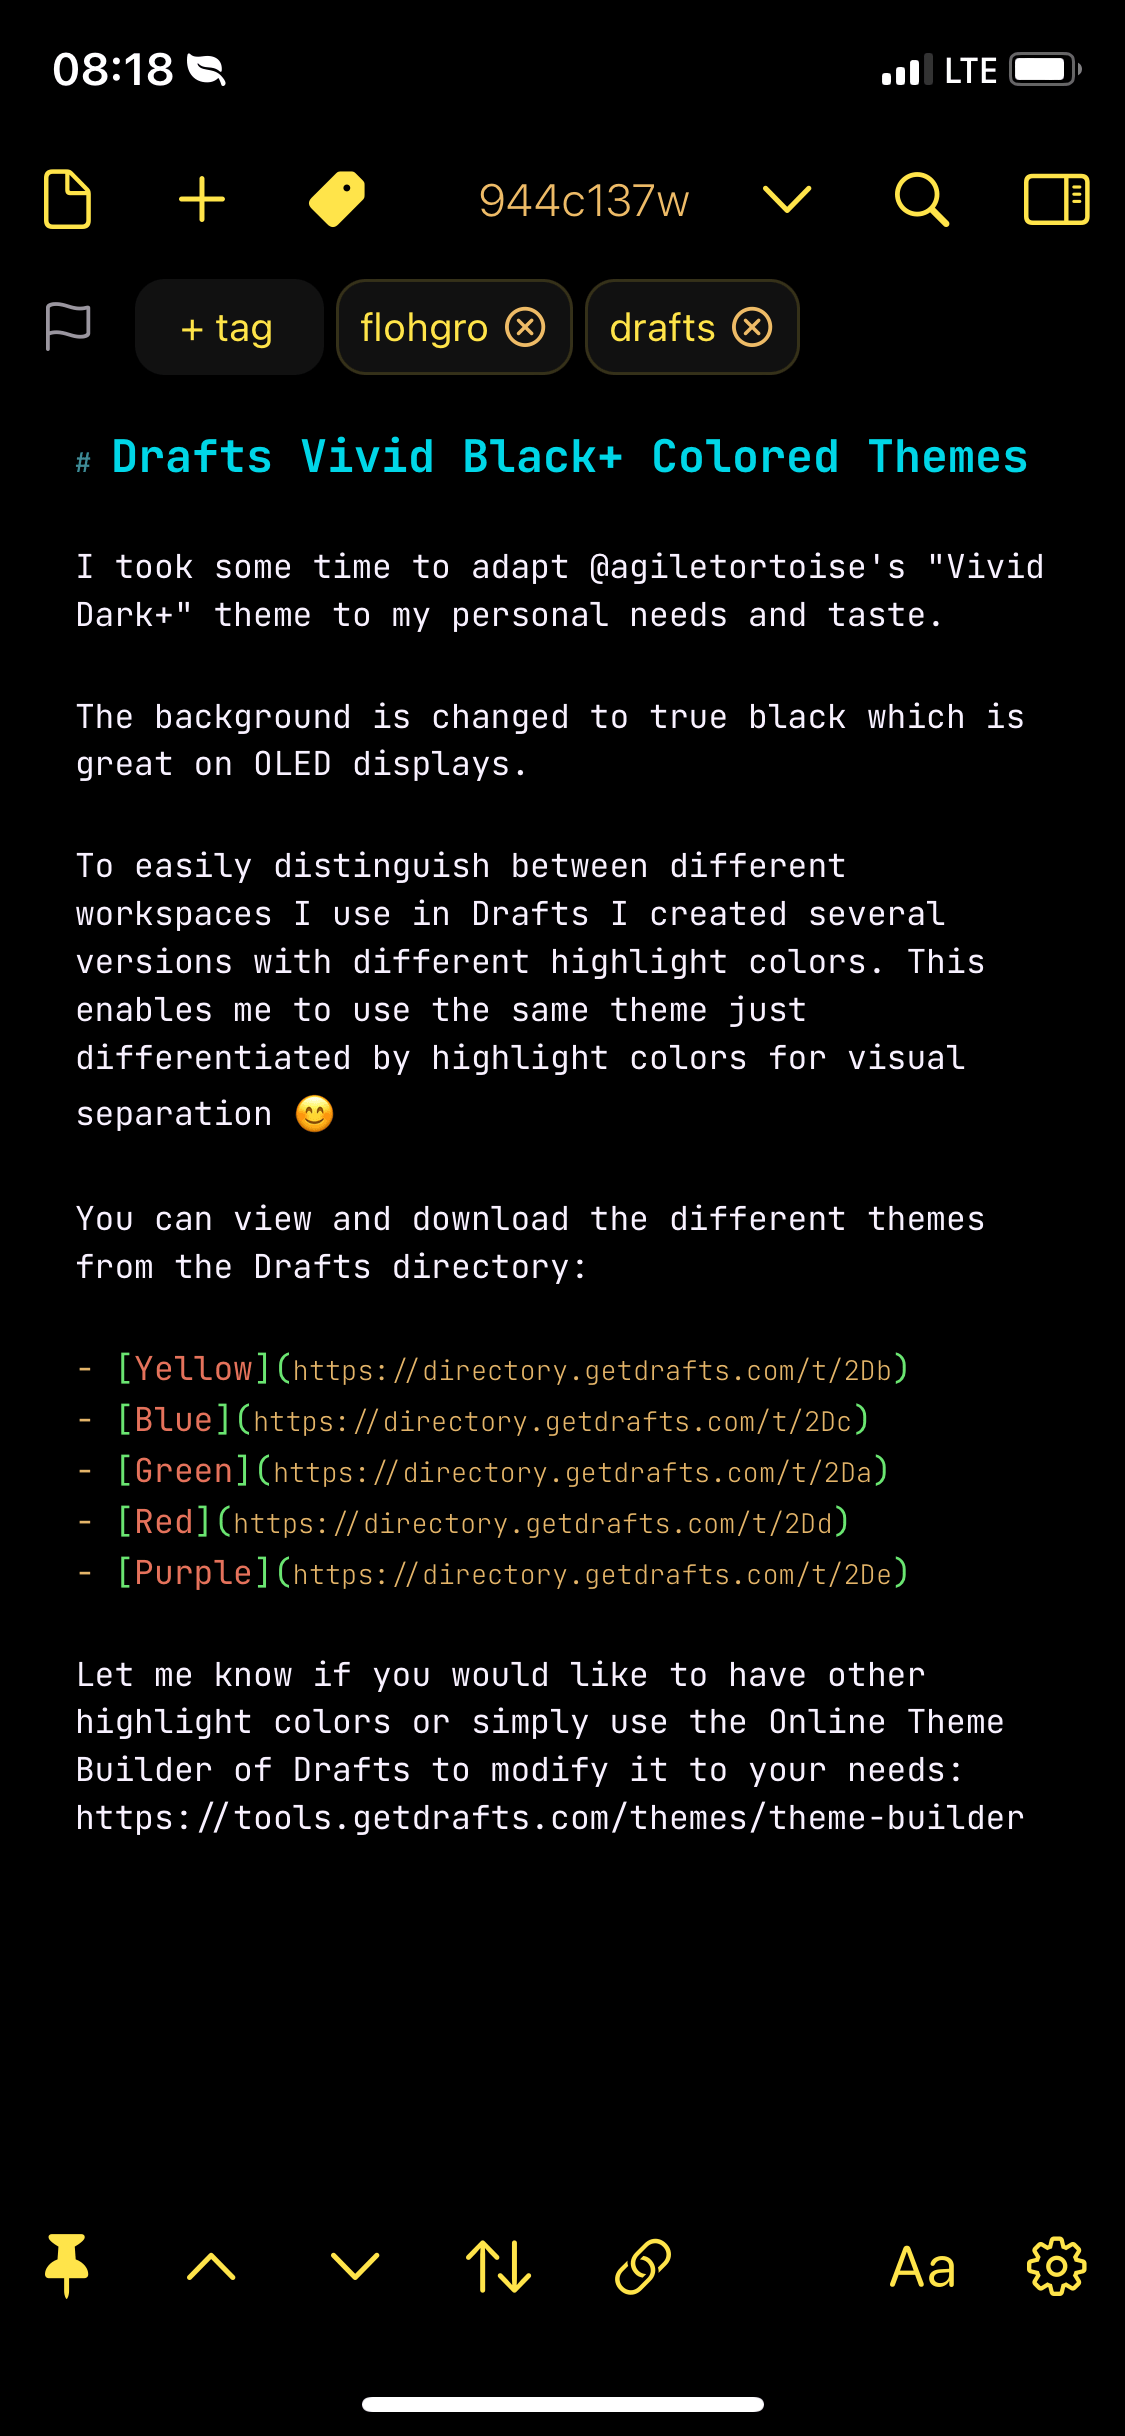 08:18
LTE
944c137w
+ tag
flohgro
drafts
# Drafts Vivid Black+ Colored Themes
I took some time to adapt @agiletortoise's "Vivid
Dark+" theme to my personal needs and taste.
The background is changed to true black which is
great on OLED displays.
To easily distinguish between different
workspaces I use in Drafts I created several
versions with different highlight colors. This
enables me to use the same theme just
differentiated by highlight colors for visual
separation 😊
You can view and download the different themes
from the Drafts directory:
- [Yellow](https://directory.getdrafts.com/t/2Db)
- [Blue](https://directory.getdrafts.com/t/2Dc)
- [Green](https://directory.getdrafts.com/t/2Da)
- [Red](https://directory.getdrafts.com/t/2Dd)
- [Purple](https://directory.getdrafts.com/t/2De)
Let me know if you would like to have other
highlight colors or simply use the Online Theme
Builder of Drafts to modify it to your needs:
https://tools.getdrafts.com/themes/theme-builder
Aa